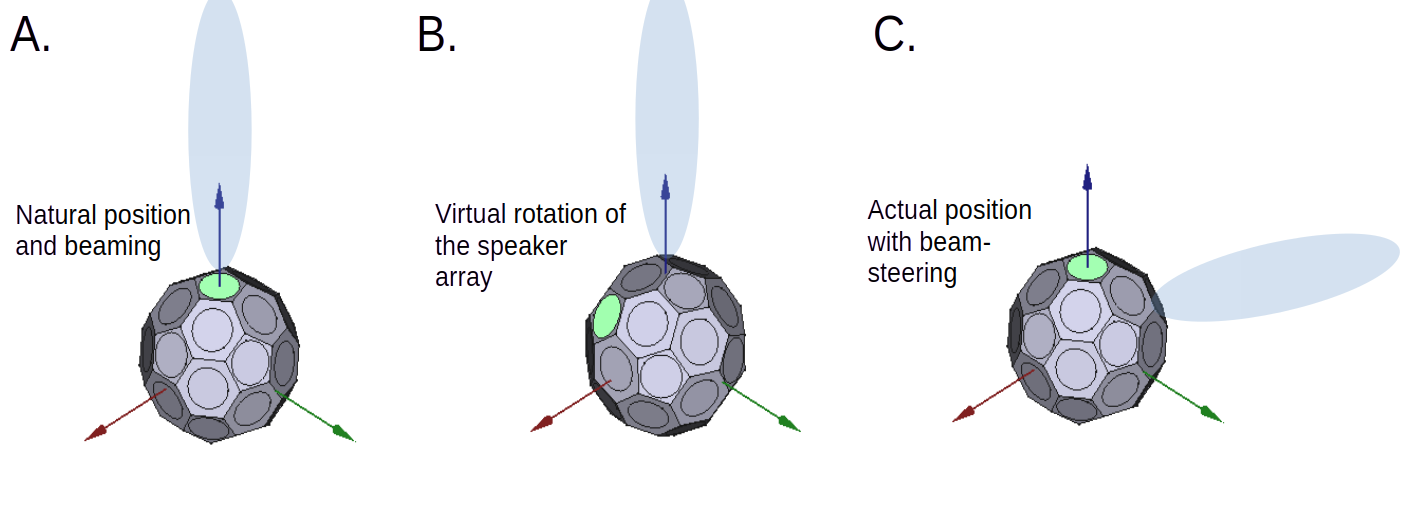 A.
Natural position
and beaming
B.
Virtual rotation of
the speaker
array
C.
Actual position
with beam-
steering